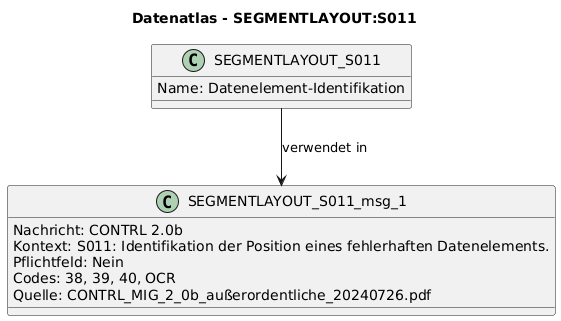 Datenatlas - SEGMENTLAYOUT:S011
C SEGMENTLAYOUT_S011
Name: Datenelement-Identifikation
verwendet in
C SEGMENTLAYOUT_S011_msg_1
Nachricht: CONTRL 2.0b
Kontext: S011: Identifikation der Position eines fehlerhaften Datenelements.
Pflichtfeld: Nein
Codes: 38, 39, 40, OCR
Quelle: CONTRL_MIG_2_0b_außerordentliche_20240726.pdf